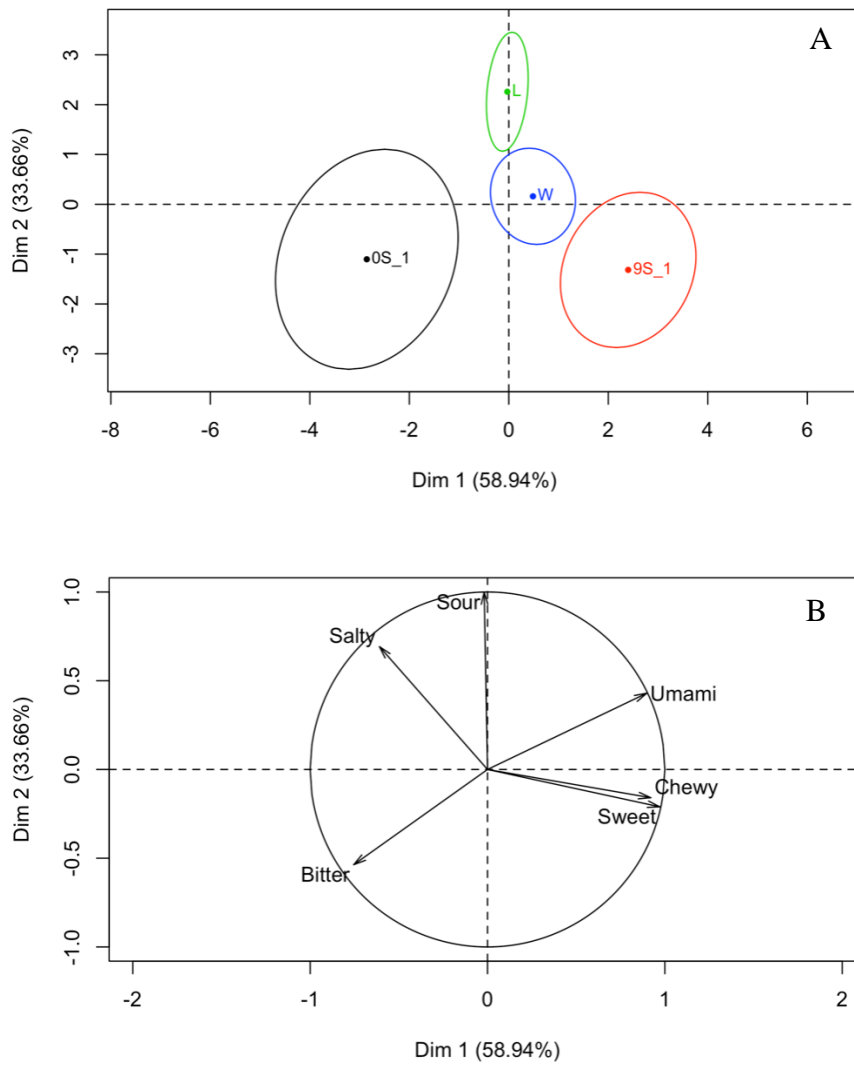 A
3
2
1
0
-1
-2
-3
Dim 2 (33.66%)
L
W
0S_1
9S_1
-8 -6 -4 -2 0 2 4 6
Dim 1 (58.94%)
B
1.0
0.5
0.0
-0.5
-1.0
Dim 2 (33.66%)
Sour
Salty
Umami
Chewy
Sweet
Bitter
-2 -1 0 1 2
Dim 1 (58.94%)